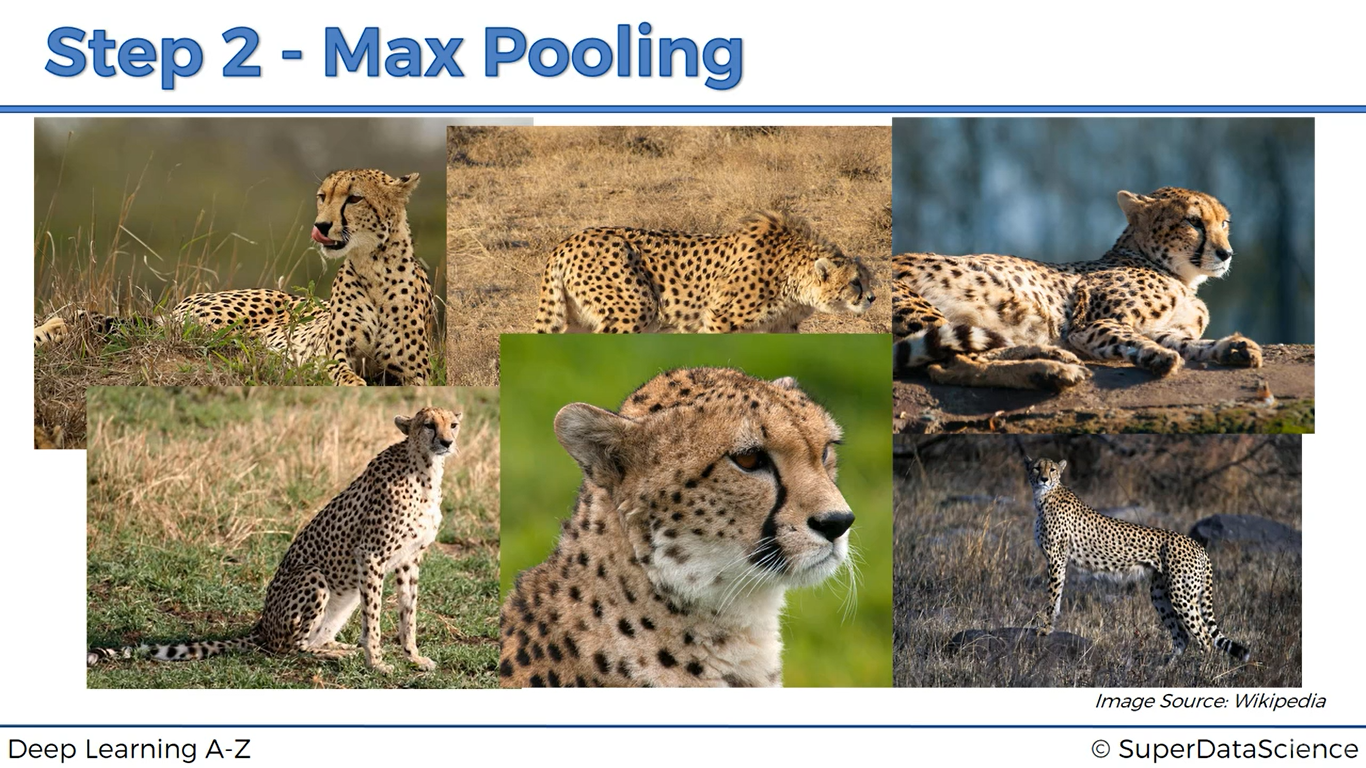 Step 2 - Max Pooling
Image Source: Wikipedia
Deep Learning A-Z
© SuperDataScience